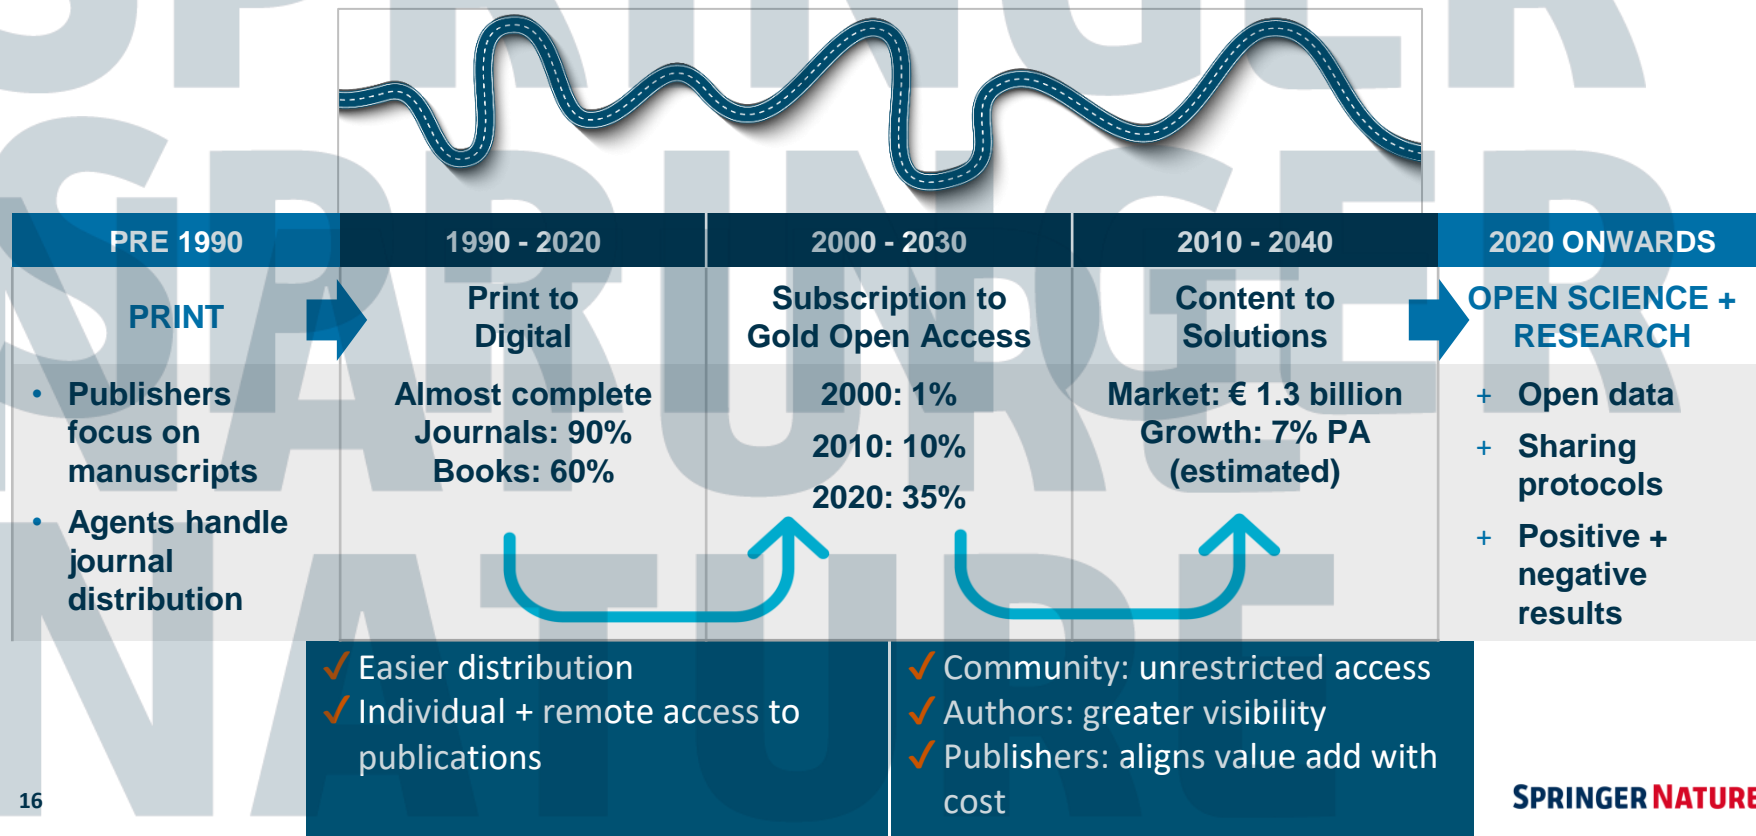 SPRINGER
SPRINGER
NATURE
NATURE
PRE 1990
1990 - 2020
2000 - 2030
2010 - 2040
2020 ONWARDS
PRINT
Print to
Digital
Subscription to
Gold Open Access
Content to
Solutions
OPEN SCIENCE +
RESEARCH
• Publishers
focus on
manuscripts
• Agents handle
journal
distribution
Almost complete
Journals: 90%
Books: 60%
2000: 1%
2010: 10%
2020: 35%
Market: € 1.3 billion
Growth: 7% PA
(estimated)
+ Open data
+ Sharing
protocols
+ Positive +
negative
results
✓ Easier distribution
✓ Individual + remote access to
publications
✓ Community: unrestricted access
✓ Authors: greater visibility
✓ Publishers: aligns value add with
cost
16
SPRINGER NATURE